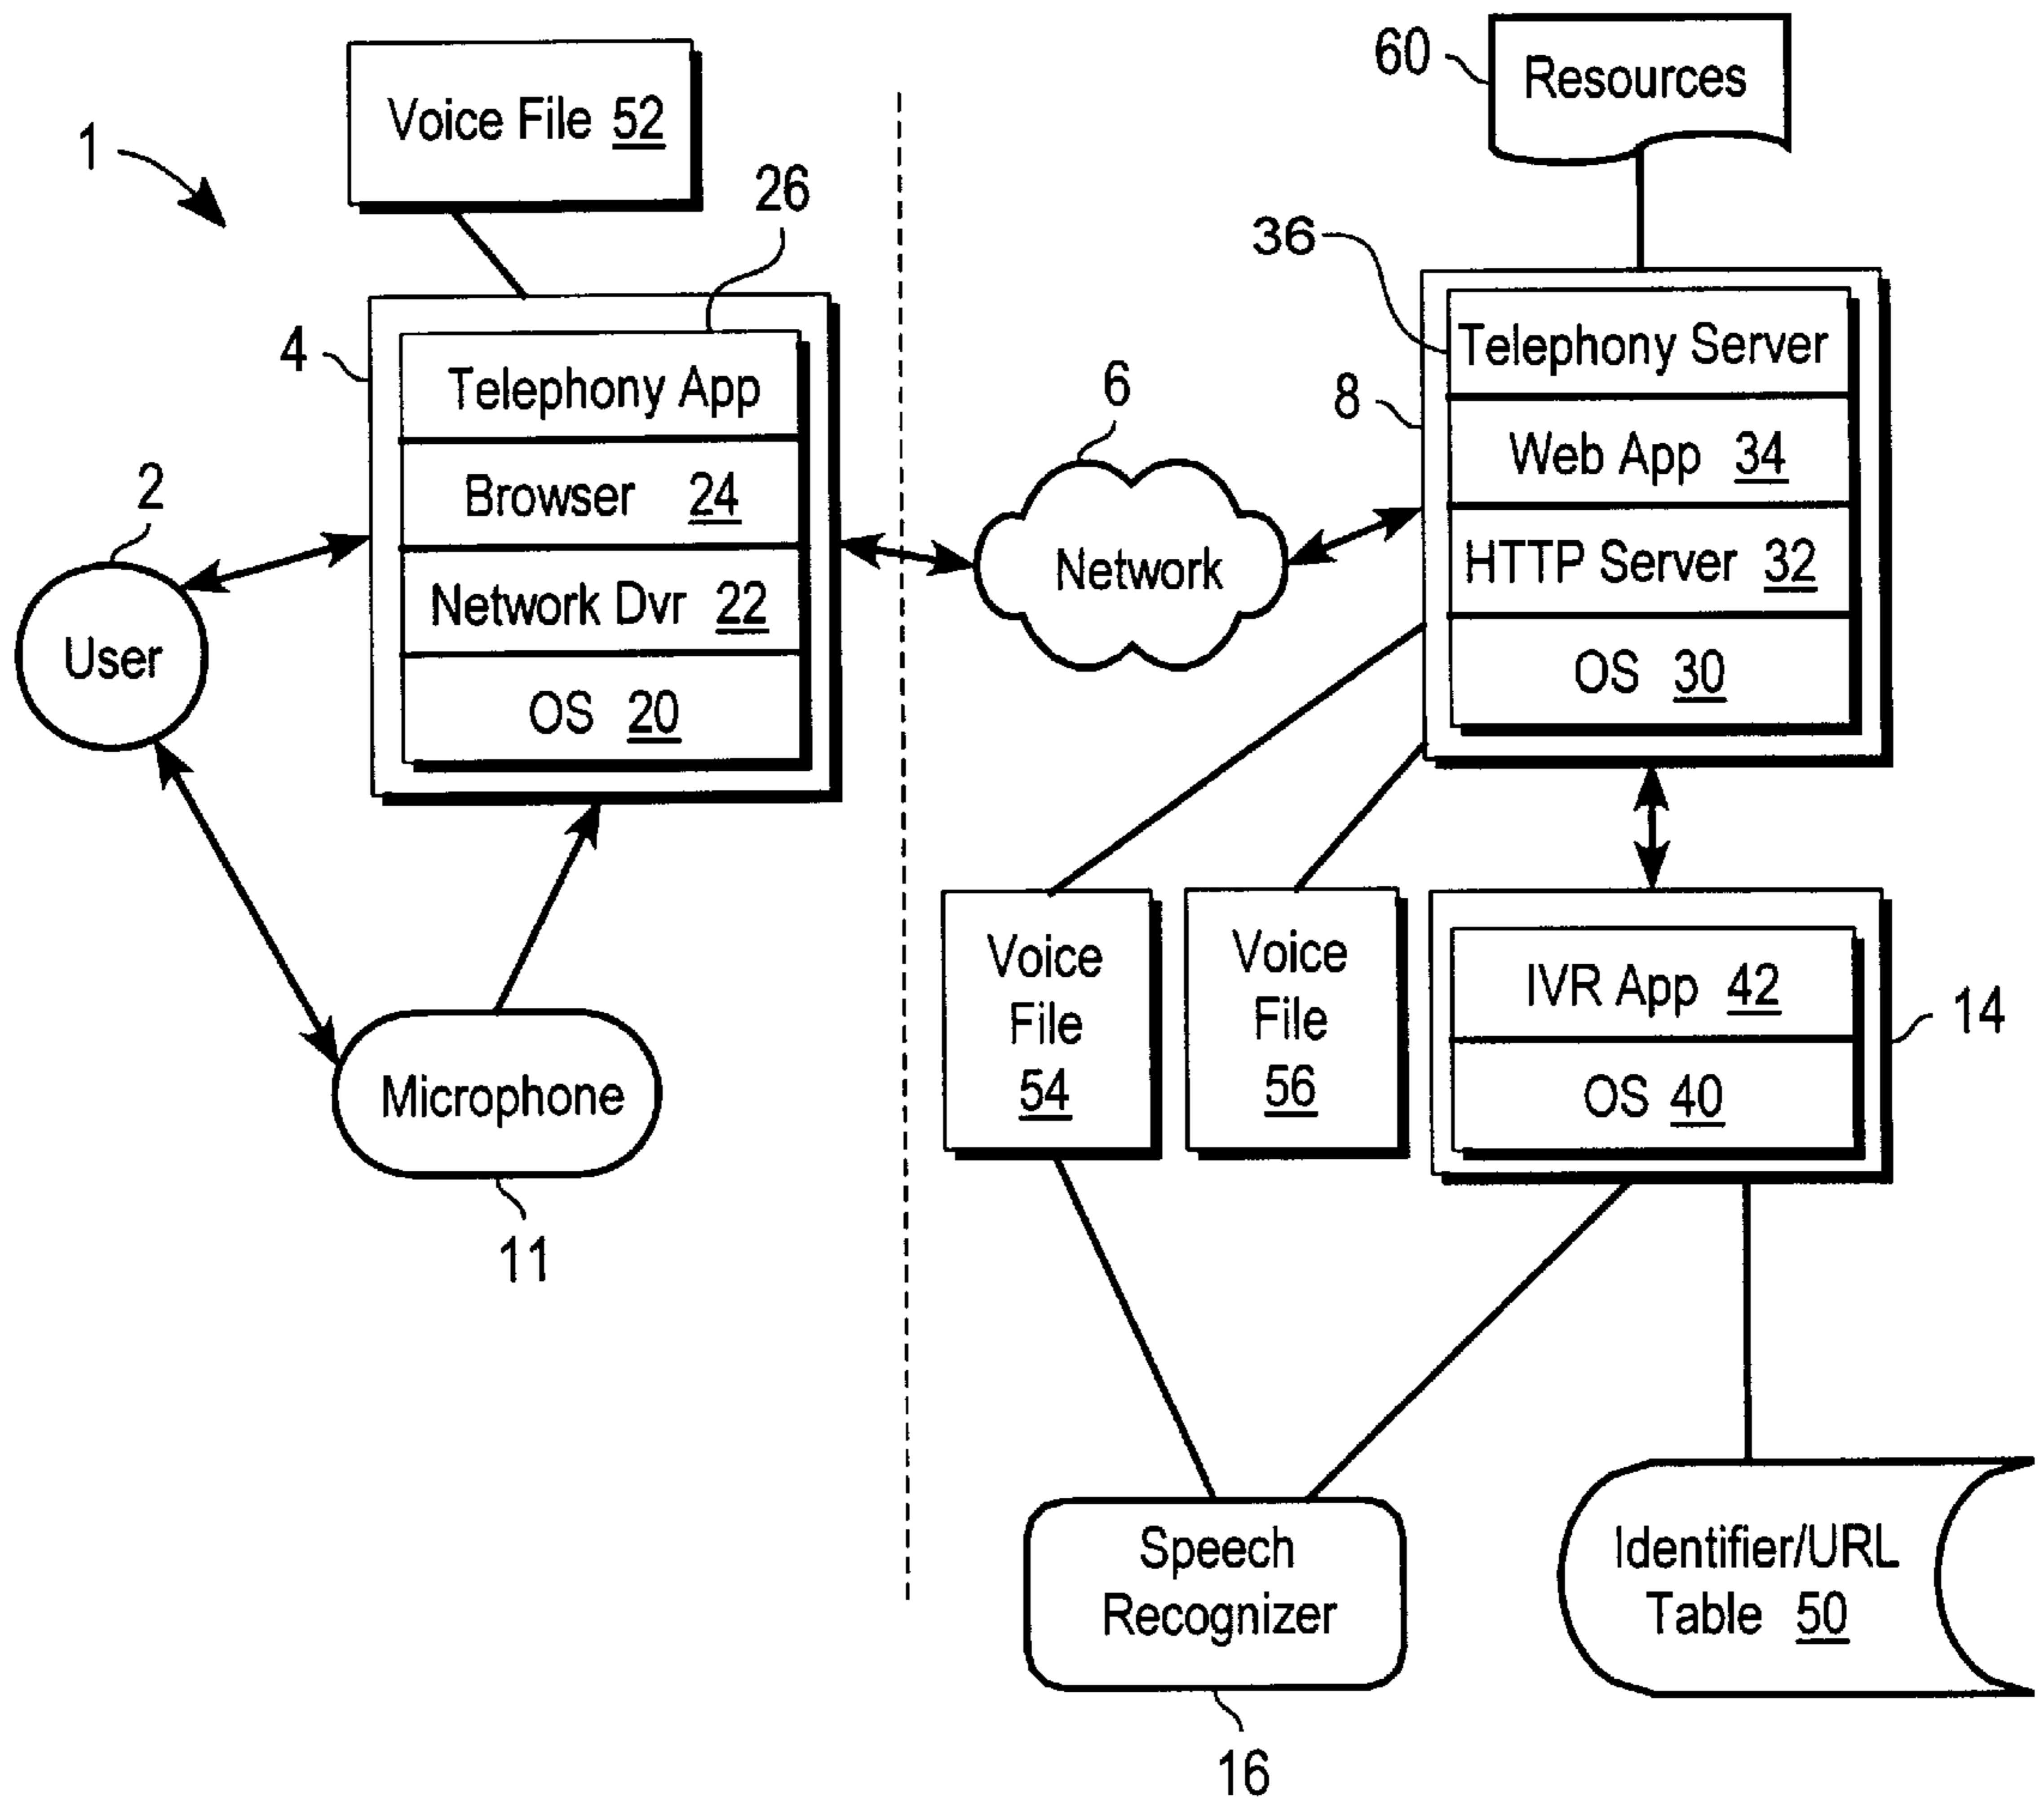 1
Voice File 52
26
4
Telephony App
Browser 24
Network Dvr 22
OS 20
2
User
Microphone
11
6
Network
60
Resources
36
8
Telephony Server
Web App 34
HTTP Server 32
OS 30
Voice
File
54
Voice
File
56
IVR App 42
OS 40
14
Speech
Recognizer
16
Identifier/URL
Table 50